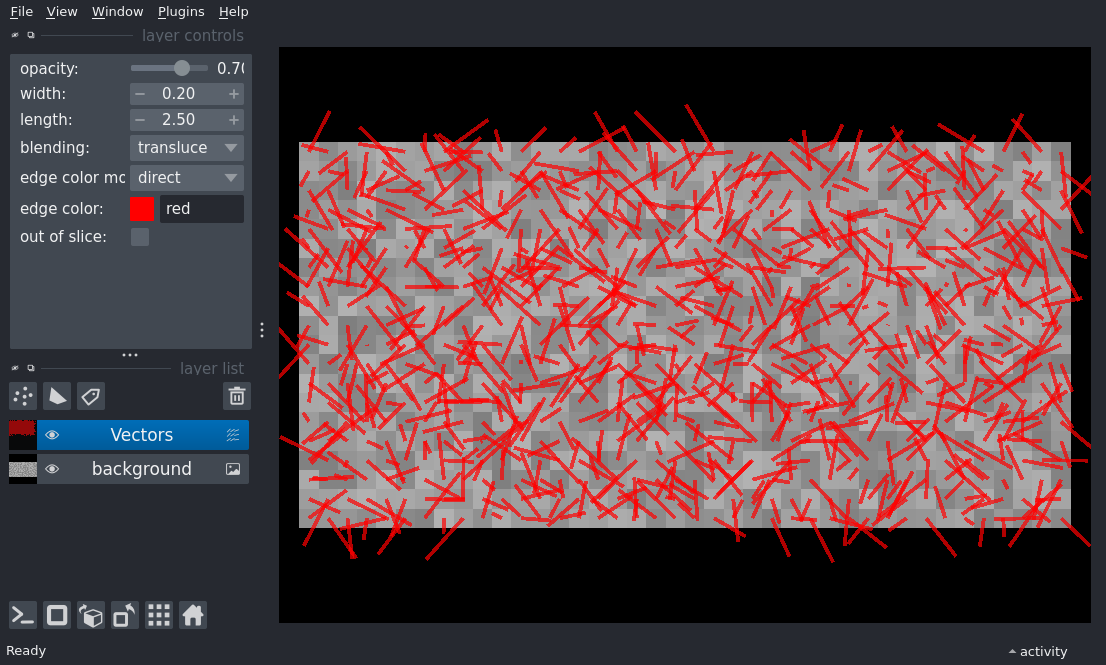 File View Window Plugins Help
layer controls
opacity: 0.70
width: 0.20
length: 2.50
blending: transluce
edge color mo direct
edge color: red
out of slice:
layer list
Vectors
background
Ready
activity